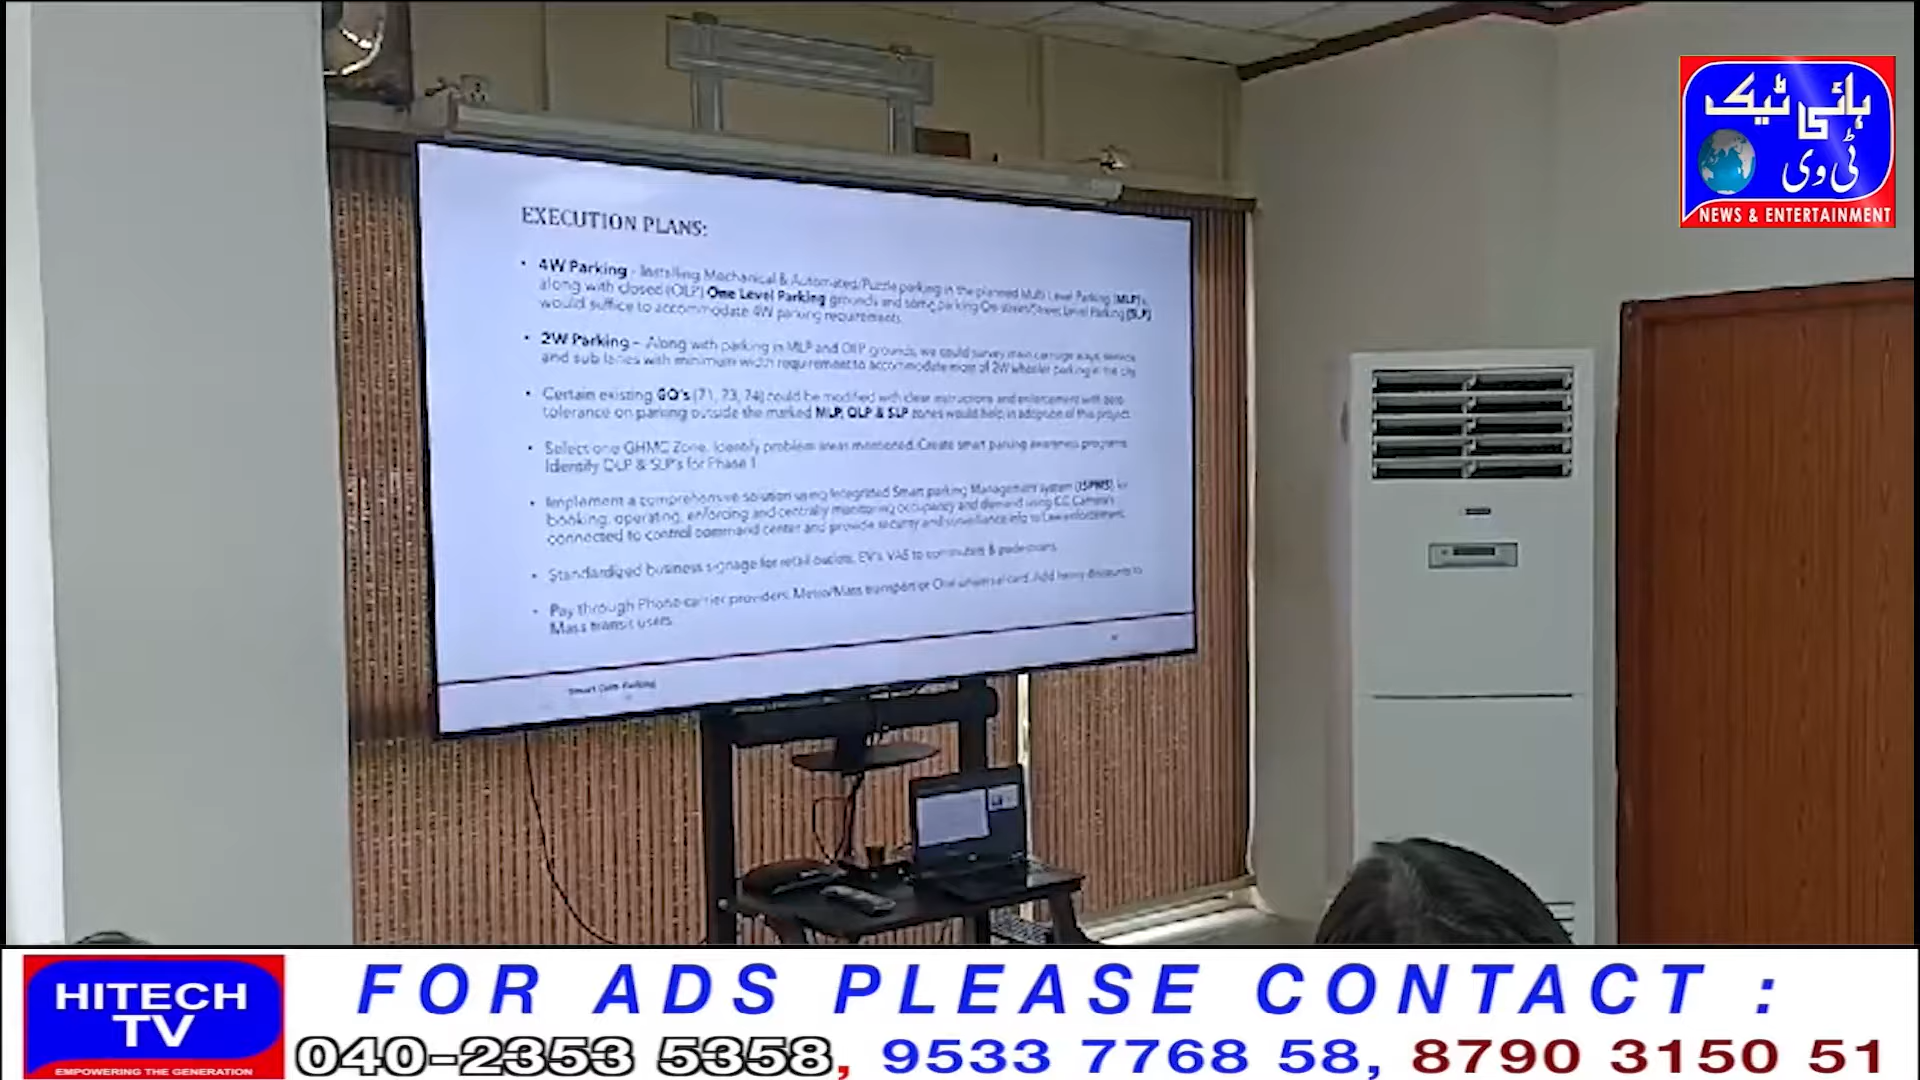 ہائی ٹیک
ٹی وی
NEWS & ENTERTAINMENT
EXECUTION PLANS:
• 4W Parking - Installing Mechanical & Automated/Puzzle parking in the planned Multi Level Parking (MLP)
along with closed (OLP) One Level Parking grounds and some parking On-street/Street Level Parking (SLP)
would suffice to accommodate 4W parking requirements.
• 2W Parking - Along with parking in MLP and OLP grounds, we could survey main carriage ways, service
and sub lanes with minimum width requirement to accommodate most of 2W wheeler parking in the city
• Certain existing GO's (71, 73, 74) could be modified with clear instructions and enforcement with zero
tolerance on parking outside the marked MLP, OLP & SLP zones would help in adoption of this project.
• Select one GHMC Zone. Identify problem areas mentioned. Create smart parking awareness programs
Identify OLP & SLP's for Phase 1
• Implement a comprehensive solution using Integrated Smart parking Management system (ISPMS) for
booking, operating, enforcing and centrally monitoring occupancy and demand using CC Camera's
connected to control command center and provide security and surveillance info to Law enforcement.
• Standardized business signage for retail outlets, EV's VAS to commuters & pedestrians
• Pay through Phone-carrier providers, Metro/Mass transport or One universal card. Add heavy discounts to
Mass transit users.
Smart Parking
HITECH
TV
EMPOWERING THE GENERATION
FOR ADS PLEASE CONTACT :
040-2353 5358, 9533 7768 58, 8790 3150 51